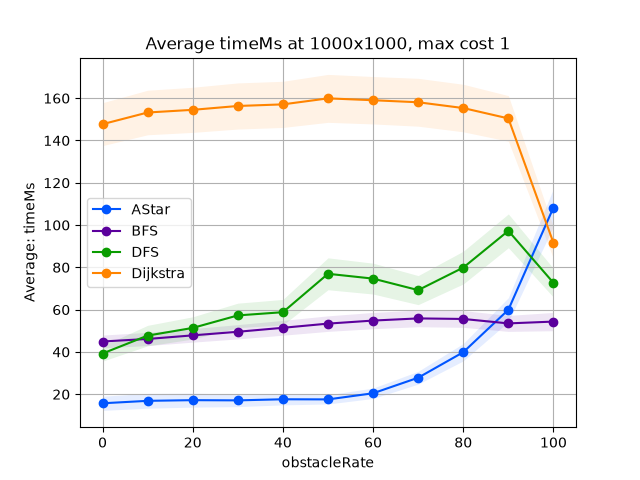 Average timeMs at 1000x1000, max cost 1
Average: timeMs
160
140
120
100
80
60
40
20
AStar
BFS
DFS
Dijkstra
0 20 40 60 80 100
obstacleRate